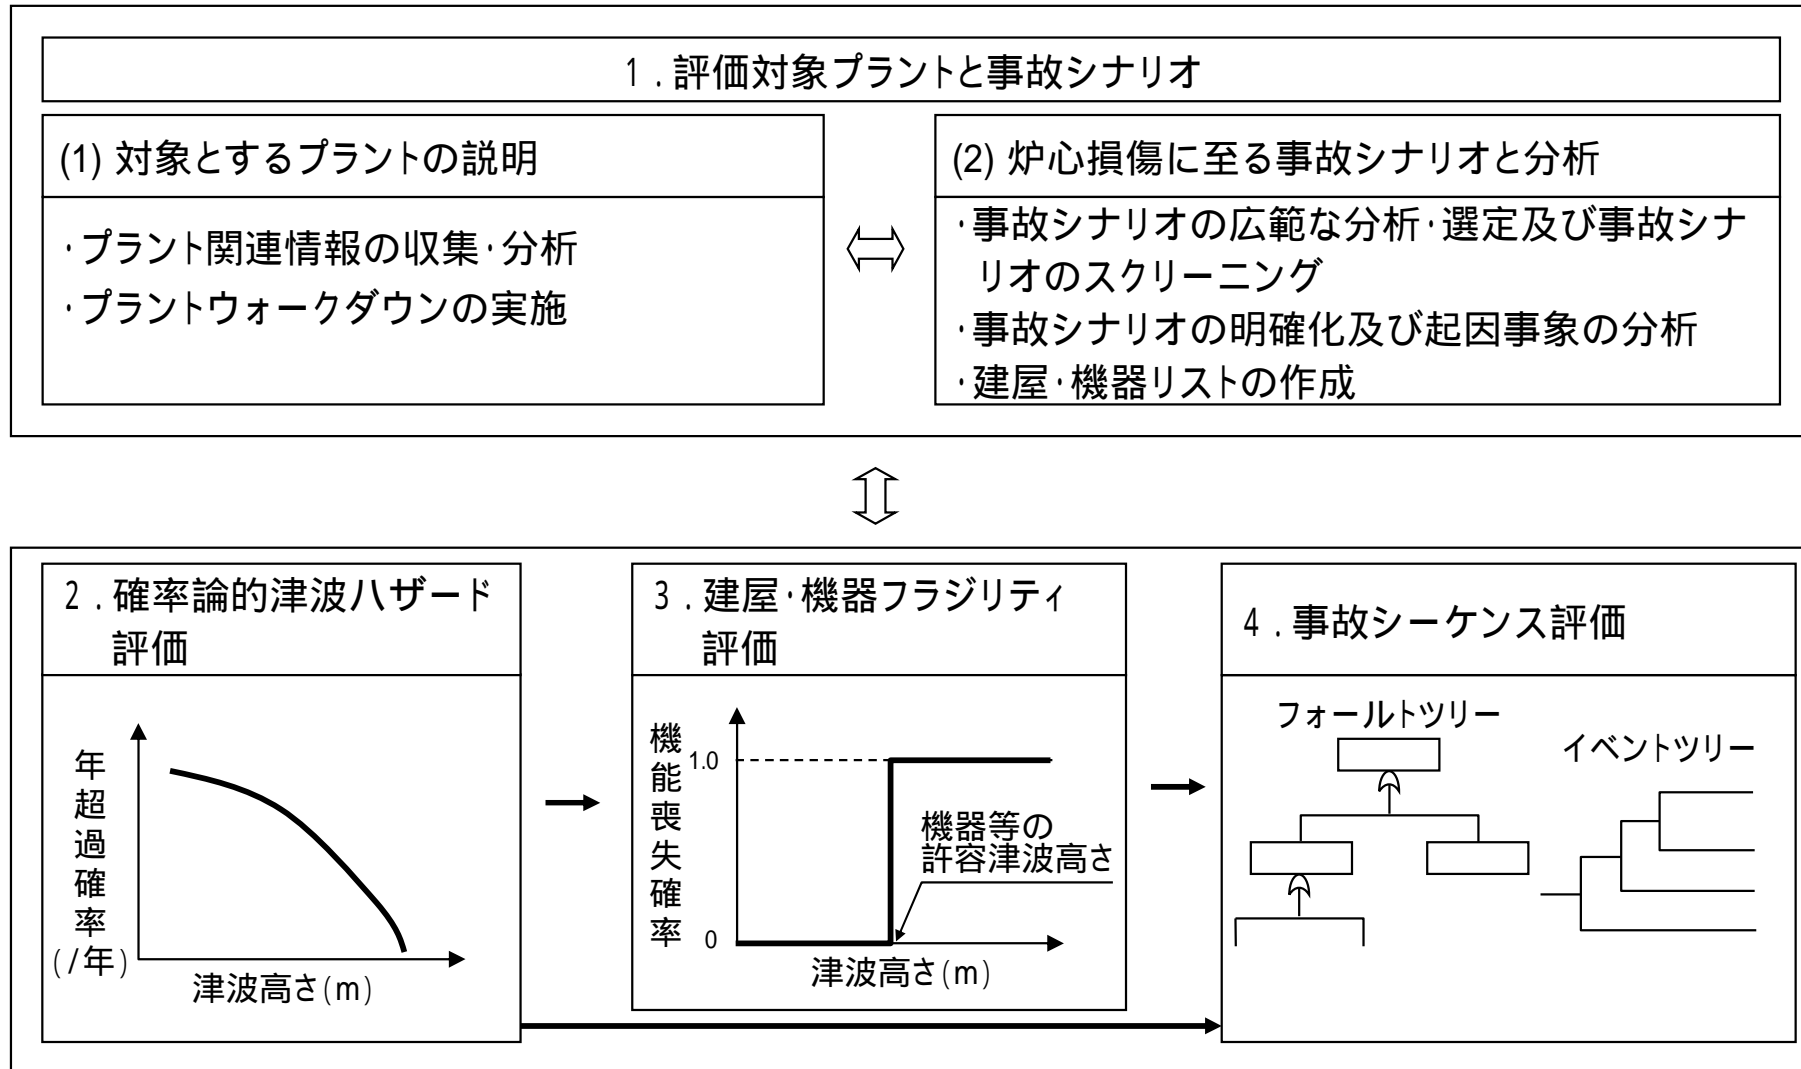 1．評価対象プラントと事故シナリオ
(1) 対象とするプラントの説明
・プラント関連情報の収集・分析
・プラントウォークダウンの実施
(2) 炉心損傷に至る事故シナリオと分析
・事故シナリオの広範な分析・選定及び事故シナ
リオのスクリーニング
・事故シナリオの明確化及び起因事象の分析
・建屋・機器リストの作成
2．確率論的津波ハザード
評価
年超過確率
(/年)
津波高さ(m)
3．建屋・機器フラジリティ
評価
機能喪失確率
1.0
0
機器等の
許容津波高さ
津波高さ(m)
4．事故シーケンス評価
フォールトツリー
イベントツリー